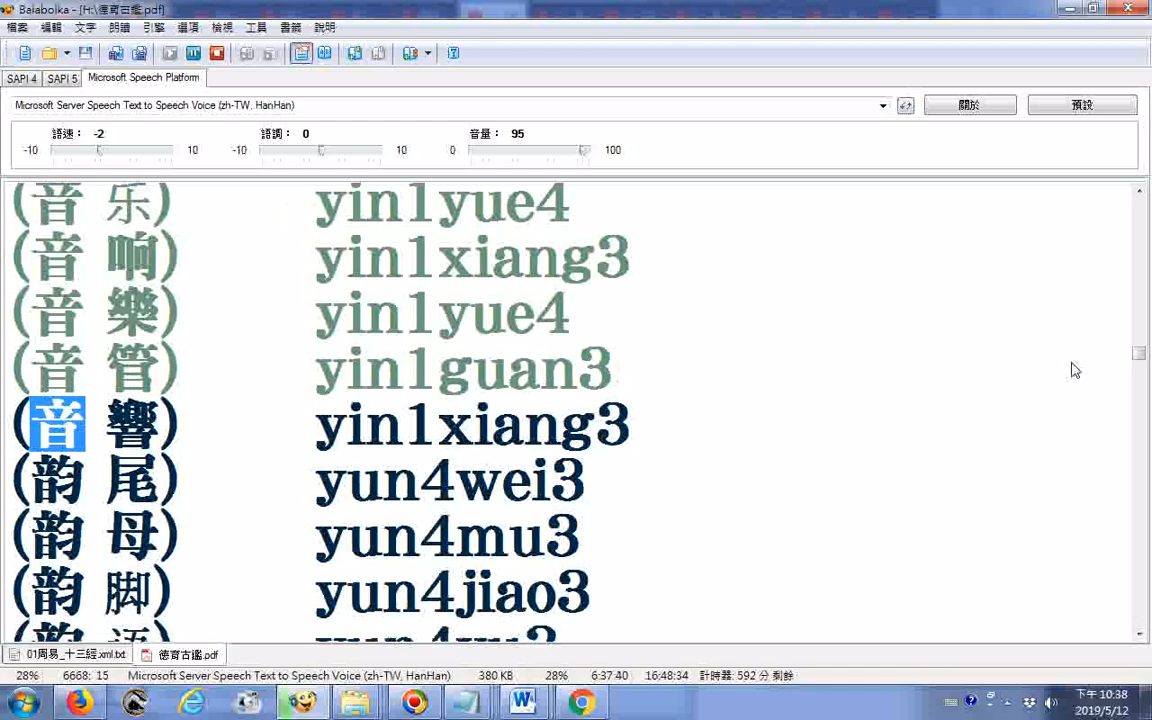 Balabolka - [H:\德育古鑑.pdf]
檔案 編輯 文字 朗讀 引擎 選項 檢視 工具 書籤 說明
SAPI 4 SAPI 5 Microsoft Speech Platform
Microsoft Server Speech Text to Speech Voice (zh-TW, HanHan) 關於 預設
語速： -2 語調： 0 音量： 95
-10 10 -10 10 0 100
(音 乐) yin1yue4
(音 响) yin1xiang3
(音 樂) yin1yue4
(音 管) yin1guan3
(音 響) yin1xiang3
(韵 尾) yun4wei3
(韵 母) yun4mu3
(韵 脚) yun4jiao3
01周易_十三經.xml.txt 德育古鑑.pdf
28% 6668: 15 Microsoft Server Speech Text to Speech Voice (zh-TW, HanHan) 380 KB 28% 6:37:40 16:48:34 計時器: 592 分 剩餘
下午 10:38
2019/5/12